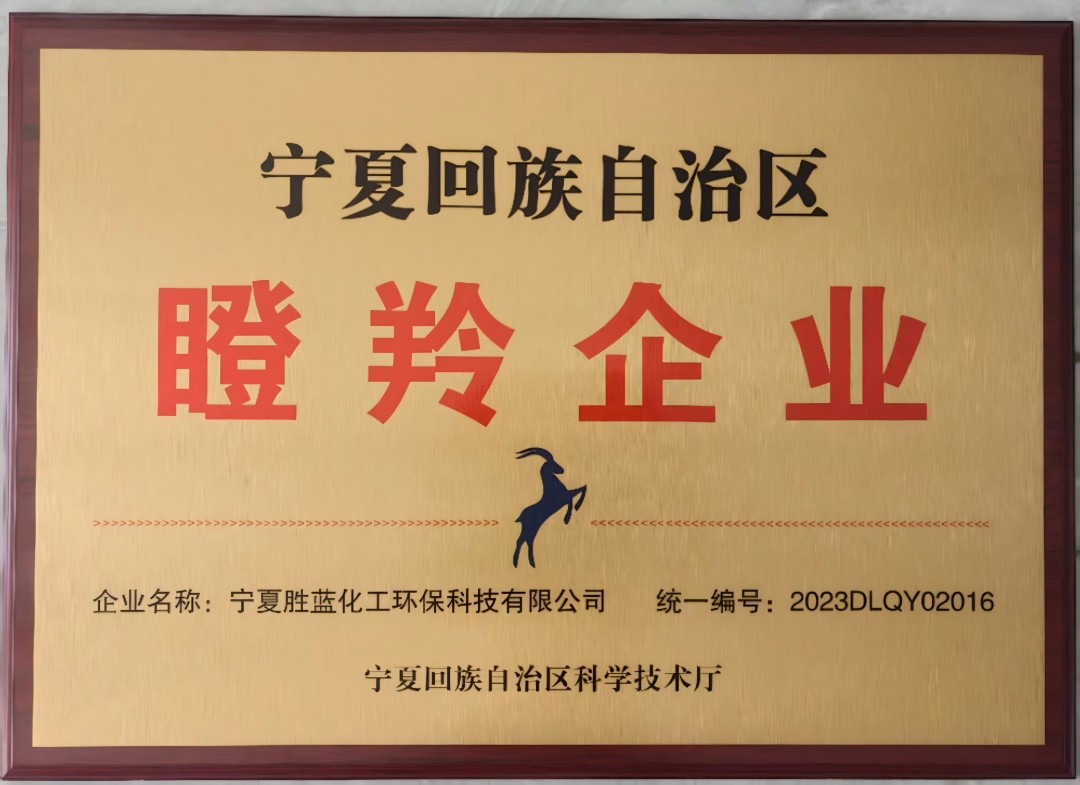 宁夏回族自治区
瞪羚企业
企业名称：宁夏胜蓝化工环保科技有限公司 统一编号：2023DLQY02016
宁夏回族自治区科学技术厅